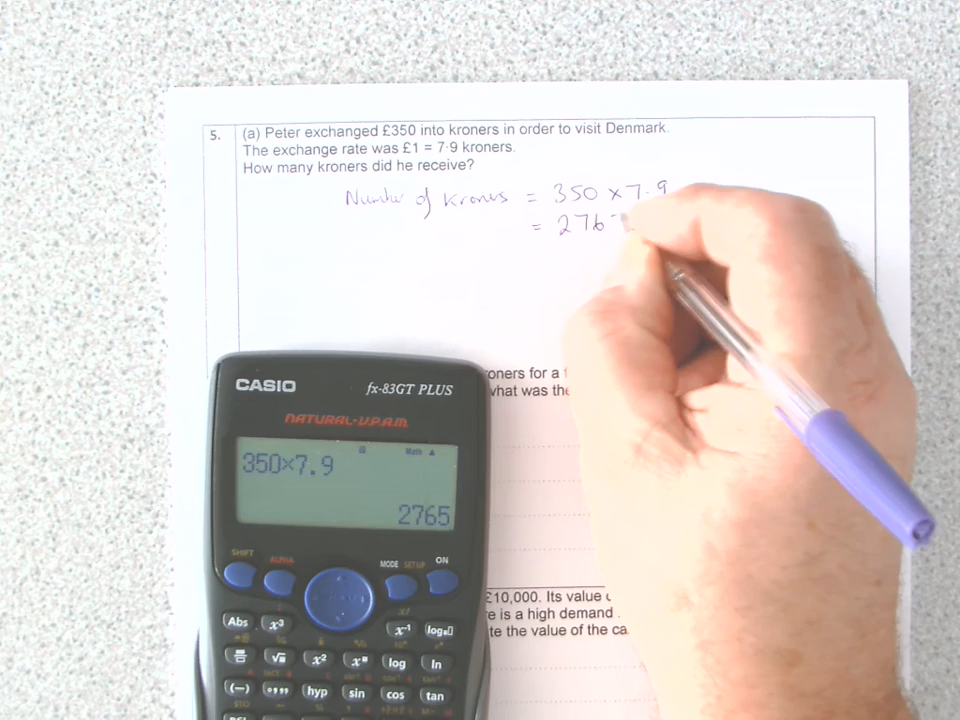 5.
(a) Peter exchanged £350 into kroners in order to visit Denmark.
The exchange rate was £1 = 7·9 kroners.
How many kroners did he receive?
Number of Krones = 350 × 7.9
= 276
roners for a
what was the
£10,000. Its value
re is a high demand
te the value of the ca
CASIO
fx-83GT PLUS
NATURAL-V.P.A.M.
Math ▲
350×7.9
2765
SHIFT
ALPHA
MODE SETUP
ON
Abs x³ x⁻¹ log
x² log ln
(−) hyp sin cos tan
STO